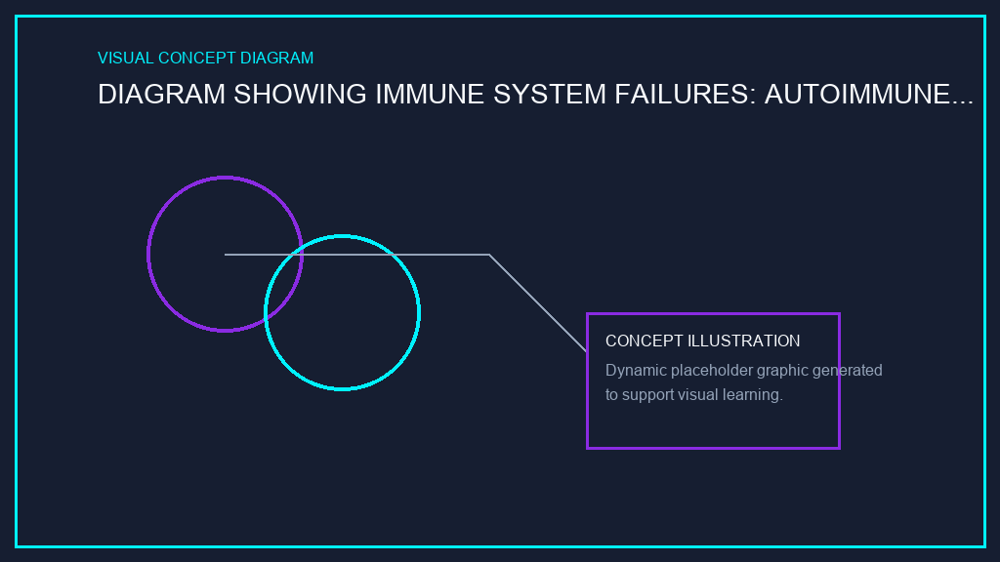 VISUAL CONCEPT DIAGRAM
DIAGRAM SHOWING IMMUNE SYSTEM FAILURES: AUTOIMMUNE...
CONCEPT ILLUSTRATION
Dynamic placeholder graphic generated
to support visual learning.